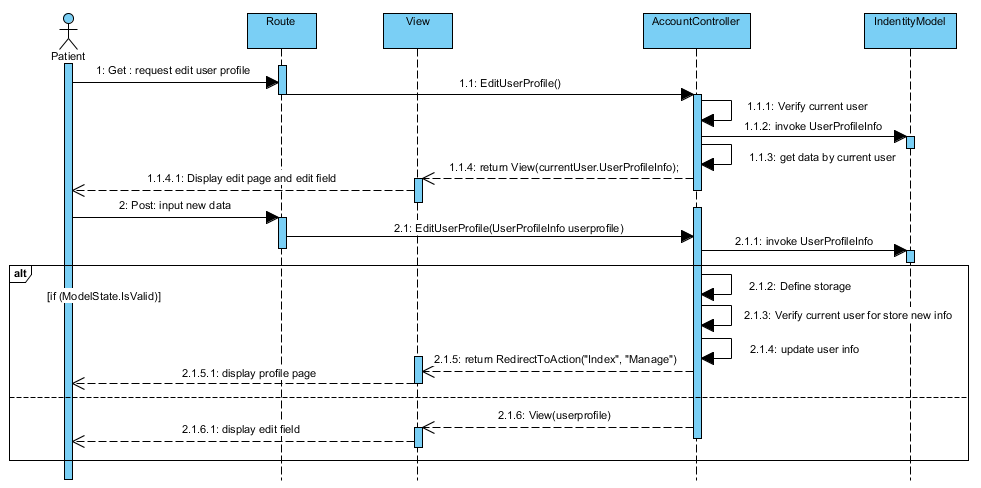 Route
View
AccountController
IndentityModel
Patient
1: Get : request edit user profile
1.1: EditUserProfile()
1.1.1: Verify current user
1.1.2: invoke UserProfileInfo
1.1.3: get data by current user
1.1.4: return View(currentUser.UserProfileInfo);
1.1.4.1: Display edit page and edit field
2: Post: input new data
2.1: EditUserProfile(UserProfileInfo userprofile)
2.1.1: invoke UserProfileInfo
alt
[if (ModelState.IsValid)]
2.1.2: Define storage
2.1.3: Verify current user for store new info
2.1.4: update user info
2.1.5: return RedirectToAction("Index", "Manage")
2.1.5.1: display profile page
2.1.6: View(userprofile)
2.1.6.1: display edit field